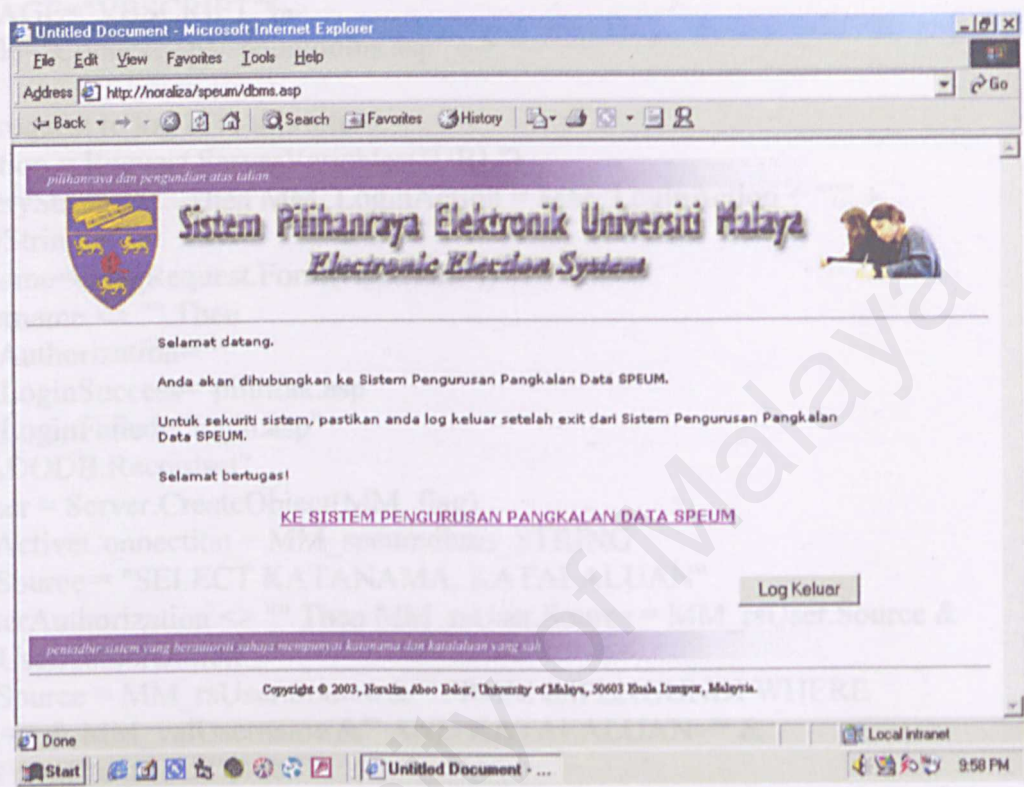 Untitled Document - Microsoft Internet Explorer
File Edit View Favorites Tools Help
Address http://noraliza/speum/dbms.asp Go
Back Search Favorites History
pilihanraya dan pengundian atas talian
Sistem Pilihanraya Elektronik Universiti Malaya
Electronic Election System
Selamat datang.
Anda akan dihubungkan ke Sistem Pengurusan Pangkalan Data SPEUM.
Untuk sekuriti sistem, pastikan anda log keluar setelah exit dari Sistem Pengurusan Pangkalan
Data SPEUM.
Selamat bertugas!
KE SISTEM PENGURUSAN PANGKALAN DATA SPEUM
Log Keluar
pentadbir sistem yang berautoriti sahaja mempunyai katanama dan katalaluan yang sah
Copyright © 2003, Noraliza Aboo Bakar, University of Malaya, 50603 Kuala Lumpur, Malaysia.
Done Local intranet
Start Untitled Document - ... 9:58 PM
of Malaya